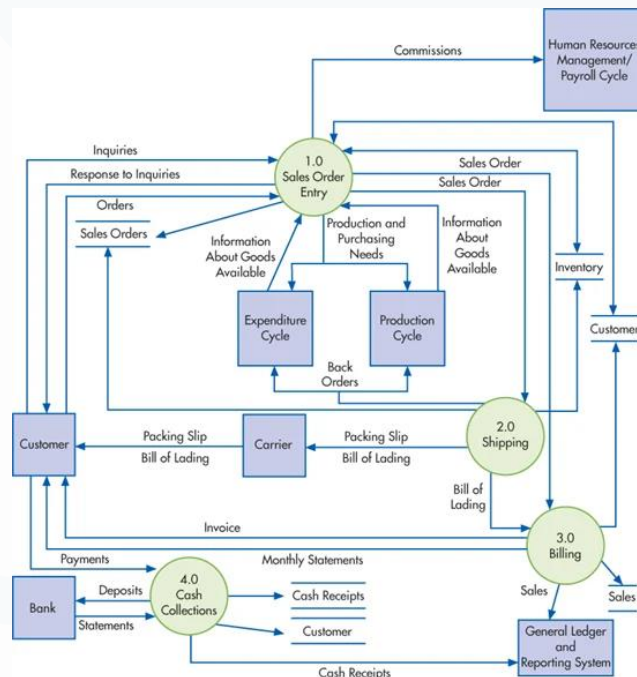 Human Resources
Management/
Payroll Cycle
Commissions
Inquiries
1.0
Sales Order
Entry
Sales Order
Response to Inquiries
Sales Order
Orders
Production and
Purchasing
Needs
Information
About
Goods
Available
Sales Orders
Information
About Goods
Available
Inventory
Expenditure
Cycle
Production
Cycle
Customer
Back
Orders
2.0
Shipping
Customer
Packing Slip
Bill of Lading
Carrier
Packing Slip
Bill of Lading
Bill of
Lading
Invoice
3.0
Billing
Payments
Monthly Statements
4.0
Cash
Collections
Deposits
Cash Receipts
Sales
Sales
Bank
Statements
Customer
General Ledger
and
Reporting System
Cash Receipts